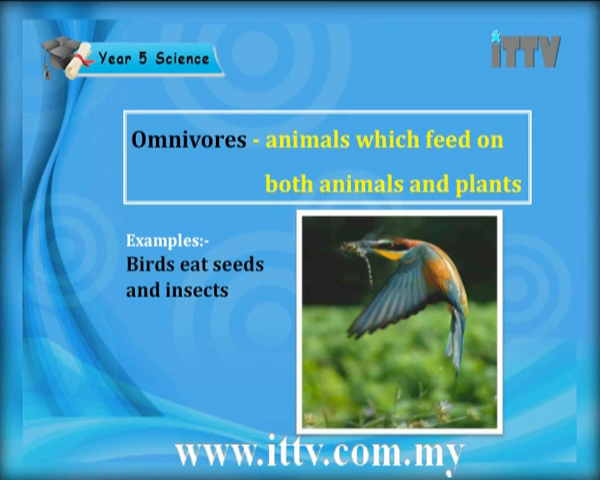 Year 5 Science
iTTV
Omnivores - animals which feed on
both animals and plants
Examples:-
Birds eat seeds
and insects
www.ittv.com.my